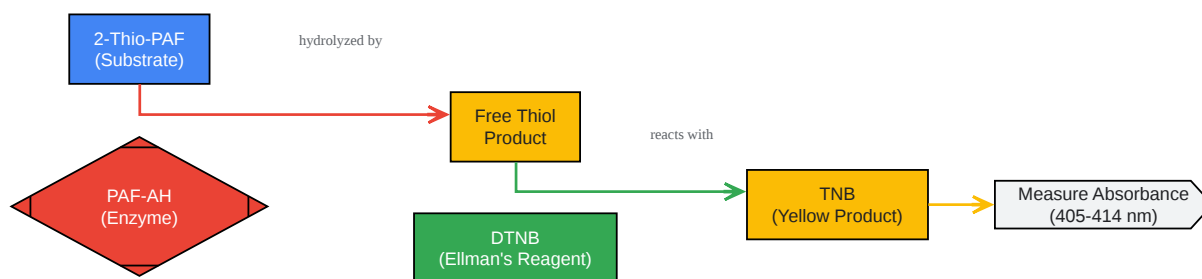 2-Thio-PAF
(Substrate)
hydrolyzed by
Free Thiol
Product
reacts with
PAF-AH
(Enzyme)
TNB
(Yellow Product)
Measure Absorbance
(405-414 nm)
DTNB
(Ellman's Reagent)